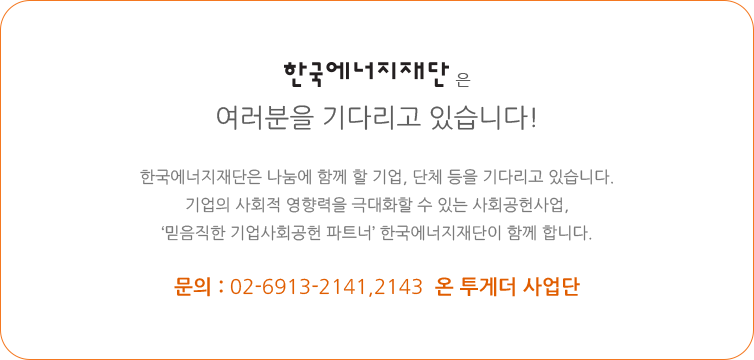 한국에너지재단 은
여러분을 기다리고 있습니다!
한국에너지재단은 나눔에 함께 할 기업, 단체 등을 기다리고 있습니다.
기업의 사회적 영향력을 극대화할 수 있는 사회공헌사업,
‘믿음직한 기업사회공헌 파트너’ 한국에너지재단이 함께 합니다.
문의 : 02-6913-2141,2143 온 투게더 사업단